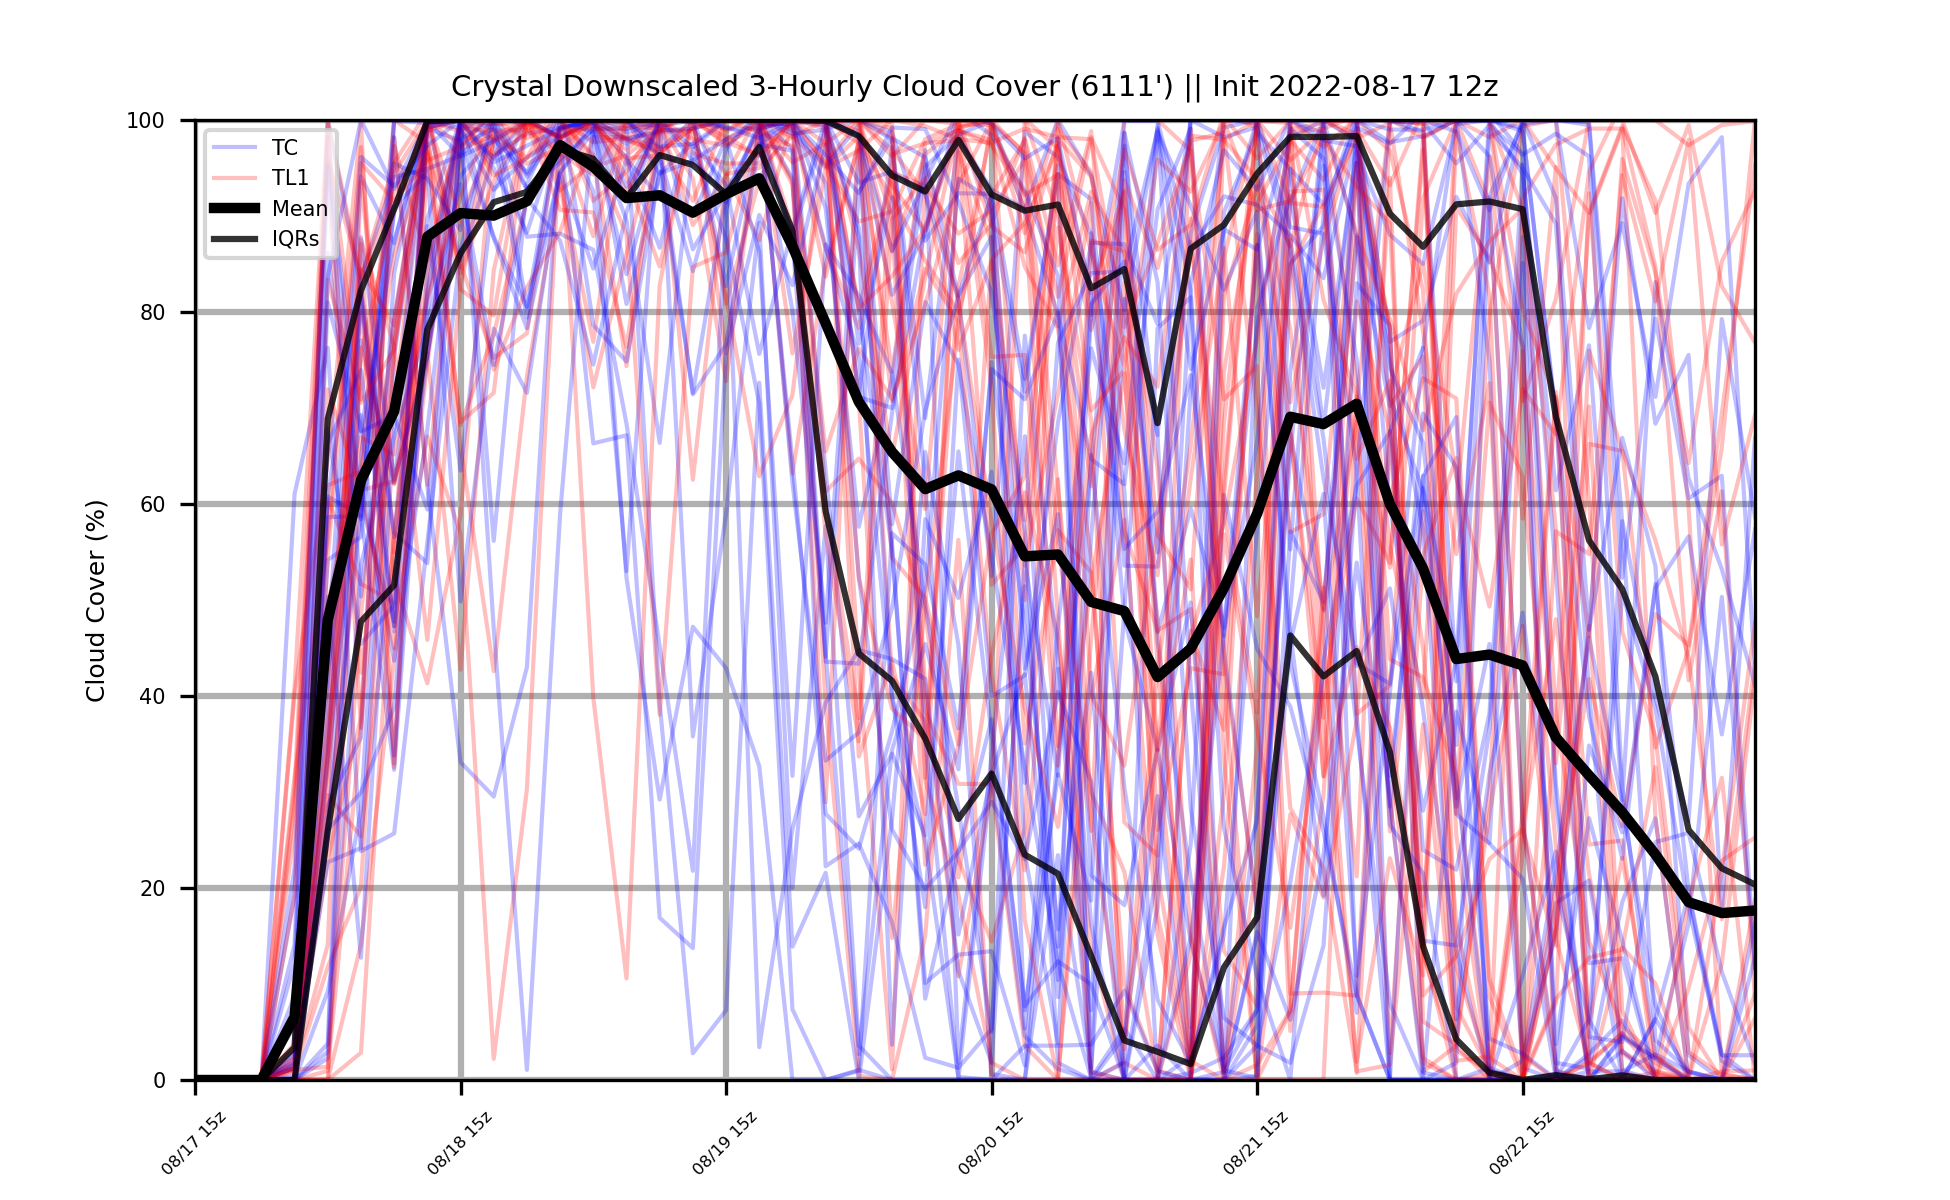 Crystal Downscaled 3-Hourly Cloud Cover (6111') || Init 2022-08-17 12z
100
80
60
40
20
0
Cloud Cover (%)
TC
TL1
Mean
IQRs
08/17 15z
08/18 15z
08/19 15z
08/20 15z
08/21 15z
08/22 15z